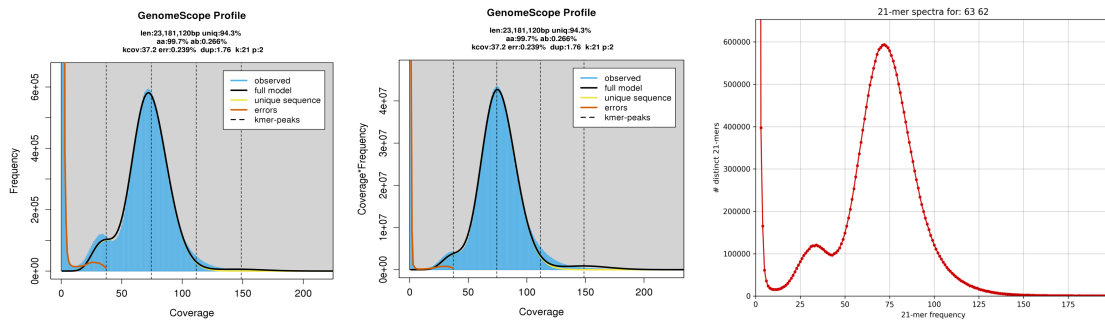 GenomeScope Profile
len:23,181,120bp uniq:94.3%
aa:99.7% ab:0.266%
kcov:37.2 err:0.239% dup:1.76 k:21 p:2
observed
full model
unique sequence
errors
kmer-peaks
Frequency
0e+00
2e+05
4e+05
6e+05
0
50
100
150
200
Coverage
GenomeScope Profile
len:23,181,120bp uniq:94.3%
aa:99.7% ab:0.266%
kcov:37.2 err:0.239% dup:1.76 k:21 p:2
observed
full model
unique sequence
errors
kmer-peaks
Coverage*Frequency
0e+00
1e+07
2e+07
3e+07
4e+07
0
50
100
150
200
Coverage
21-mer spectra for: 63 62
# distinct 21-mers
600000
500000
400000
300000
200000
100000
0
0
25
50
75
100
125
150
175
21-mer frequency